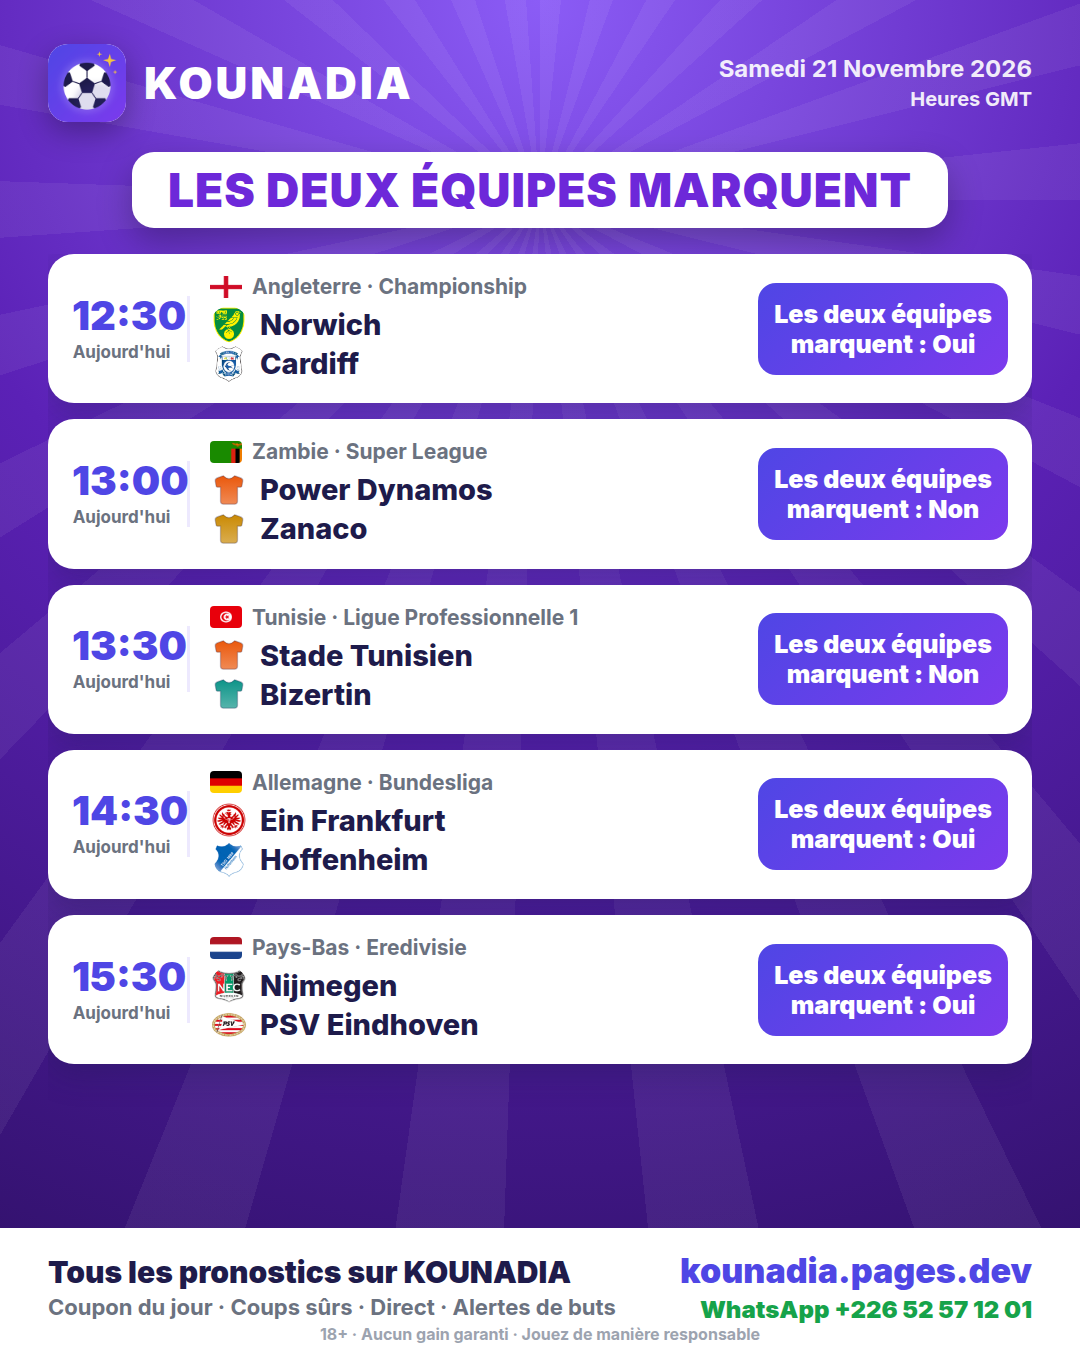 KOUNADIA
Samedi 21 Novembre 2026
Heures GMT
LES DEUX ÉQUIPES MARQUENT
12:30
Aujourd'hui
Angleterre · Championship
Norwich
Cardiff
Les deux équipes
marquent : Oui
13:00
Aujourd'hui
Zambie · Super League
Power Dynamos
Zanaco
Les deux équipes
marquent : Non
13:30
Aujourd'hui
Tunisie · Ligue Professionnelle 1
Stade Tunisien
Bizertin
Les deux équipes
marquent : Non
14:30
Aujourd'hui
Allemagne · Bundesliga
Ein Frankfurt
Hoffenheim
Les deux équipes
marquent : Oui
15:30
Aujourd'hui
Pays-Bas · Eredivisie
NEC
Nijmegen
PSV
PSV Eindhoven
Les deux équipes
marquent : Oui
Tous les pronostics sur KOUNADIA
kounadia.pages.dev
Coupon du jour · Coups sûrs · Direct · Alertes de buts
WhatsApp +226 52 57 12 01
18+ · Aucun gain garanti · Jouez de manière responsable